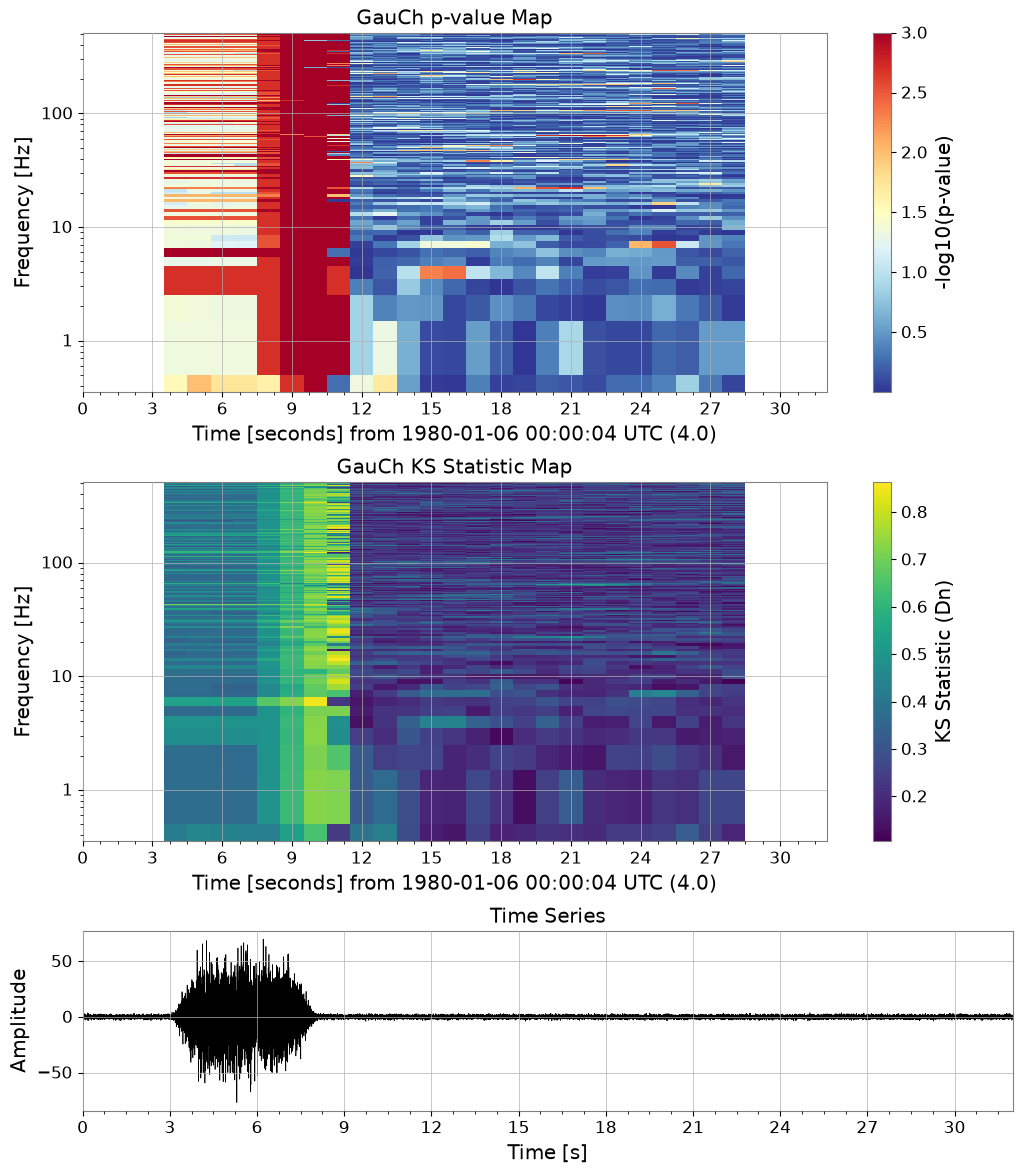 GauCh p-value Map
Frequency [Hz]
100
10
1
0 3 6 9 12 15 18 21 24 27 30
Time [seconds] from 1980-01-06 00:00:04 UTC (4.0)
3.0
2.5
2.0
1.5
1.0
0.5
-log10(p-value)
GauCh KS Statistic Map
Frequency [Hz]
100
10
1
0 3 6 9 12 15 18 21 24 27 30
Time [seconds] from 1980-01-06 00:00:04 UTC (4.0)
0.8
0.7
0.6
0.5
0.4
0.3
0.2
KS Statistic (Dn)
Time Series
Amplitude
50
0
−50
0 3 6 9 12 15 18 21 24 27 30
Time [s]